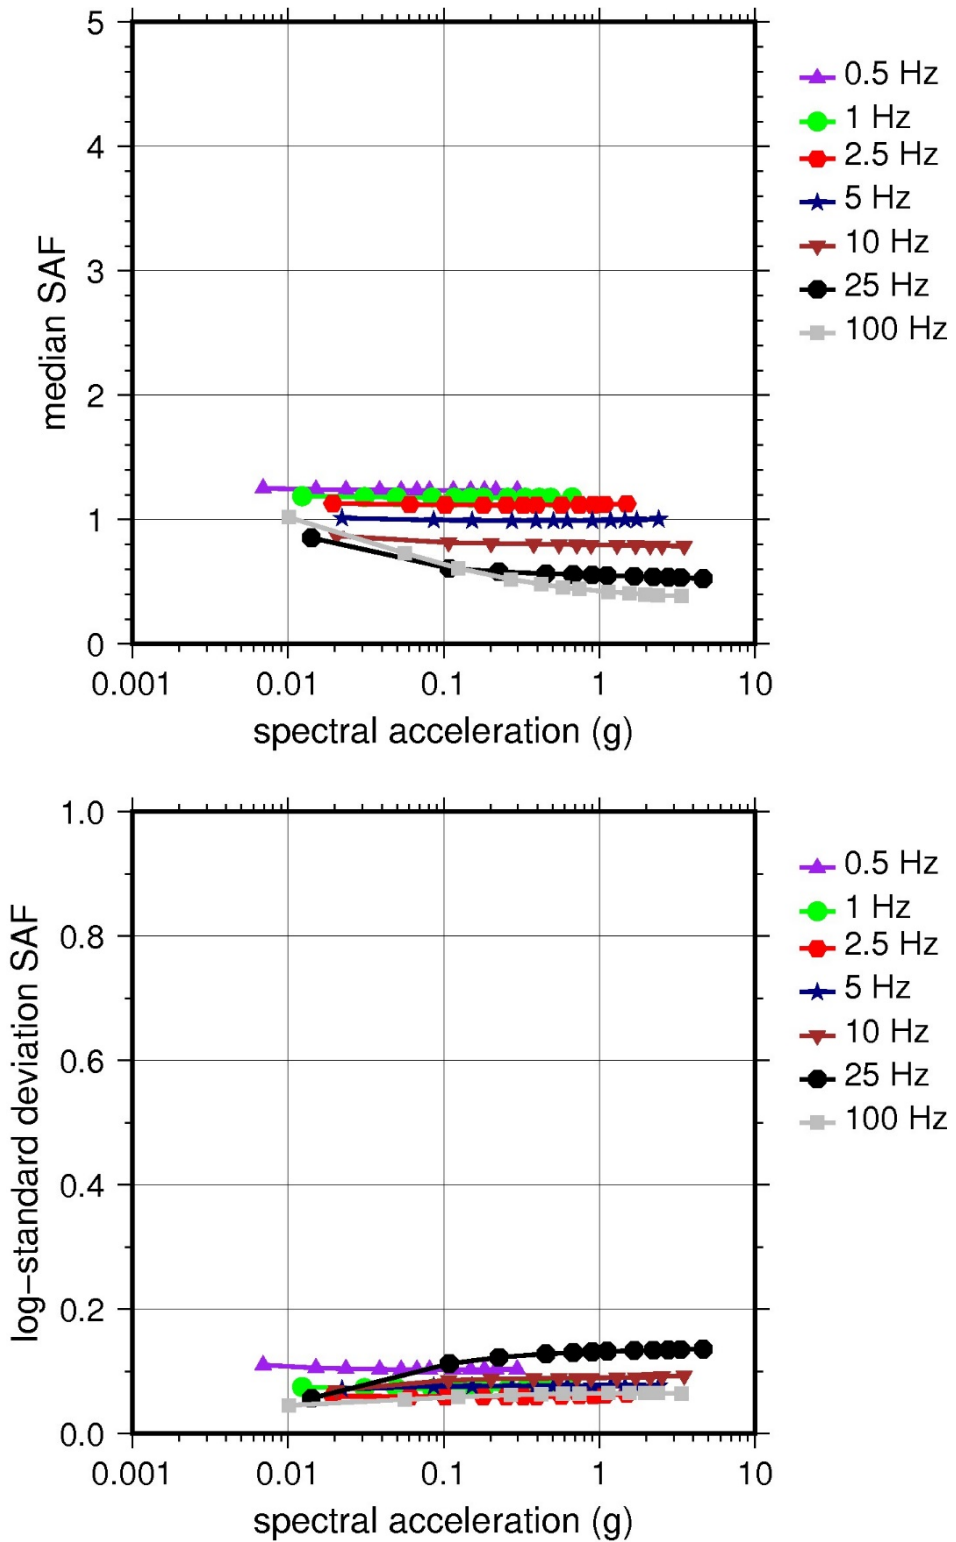 5
4
3
2
1
0
median SAF
0.001 0.01 0.1 1 10
spectral acceleration (g)
0.5 Hz
1 Hz
2.5 Hz
5 Hz
10 Hz
25 Hz
100 Hz
1.0
0.8
0.6
0.4
0.2
0.0
log-standard deviation SAF
0.001 0.01 0.1 1 10
spectral acceleration (g)
0.5 Hz
1 Hz
2.5 Hz
5 Hz
10 Hz
25 Hz
100 Hz